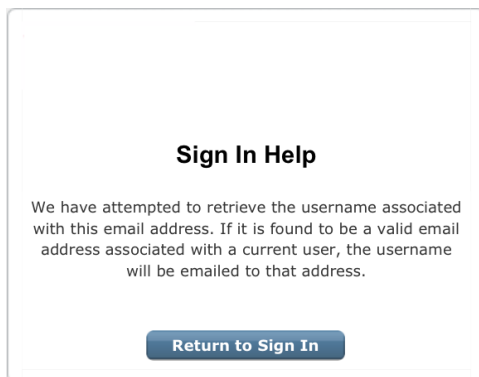 Sign In Help
We have attempted to retrieve the username associated
with this email address. If it is found to be a valid email
address associated with a current user, the username
will be emailed to that address.
Return to Sign In